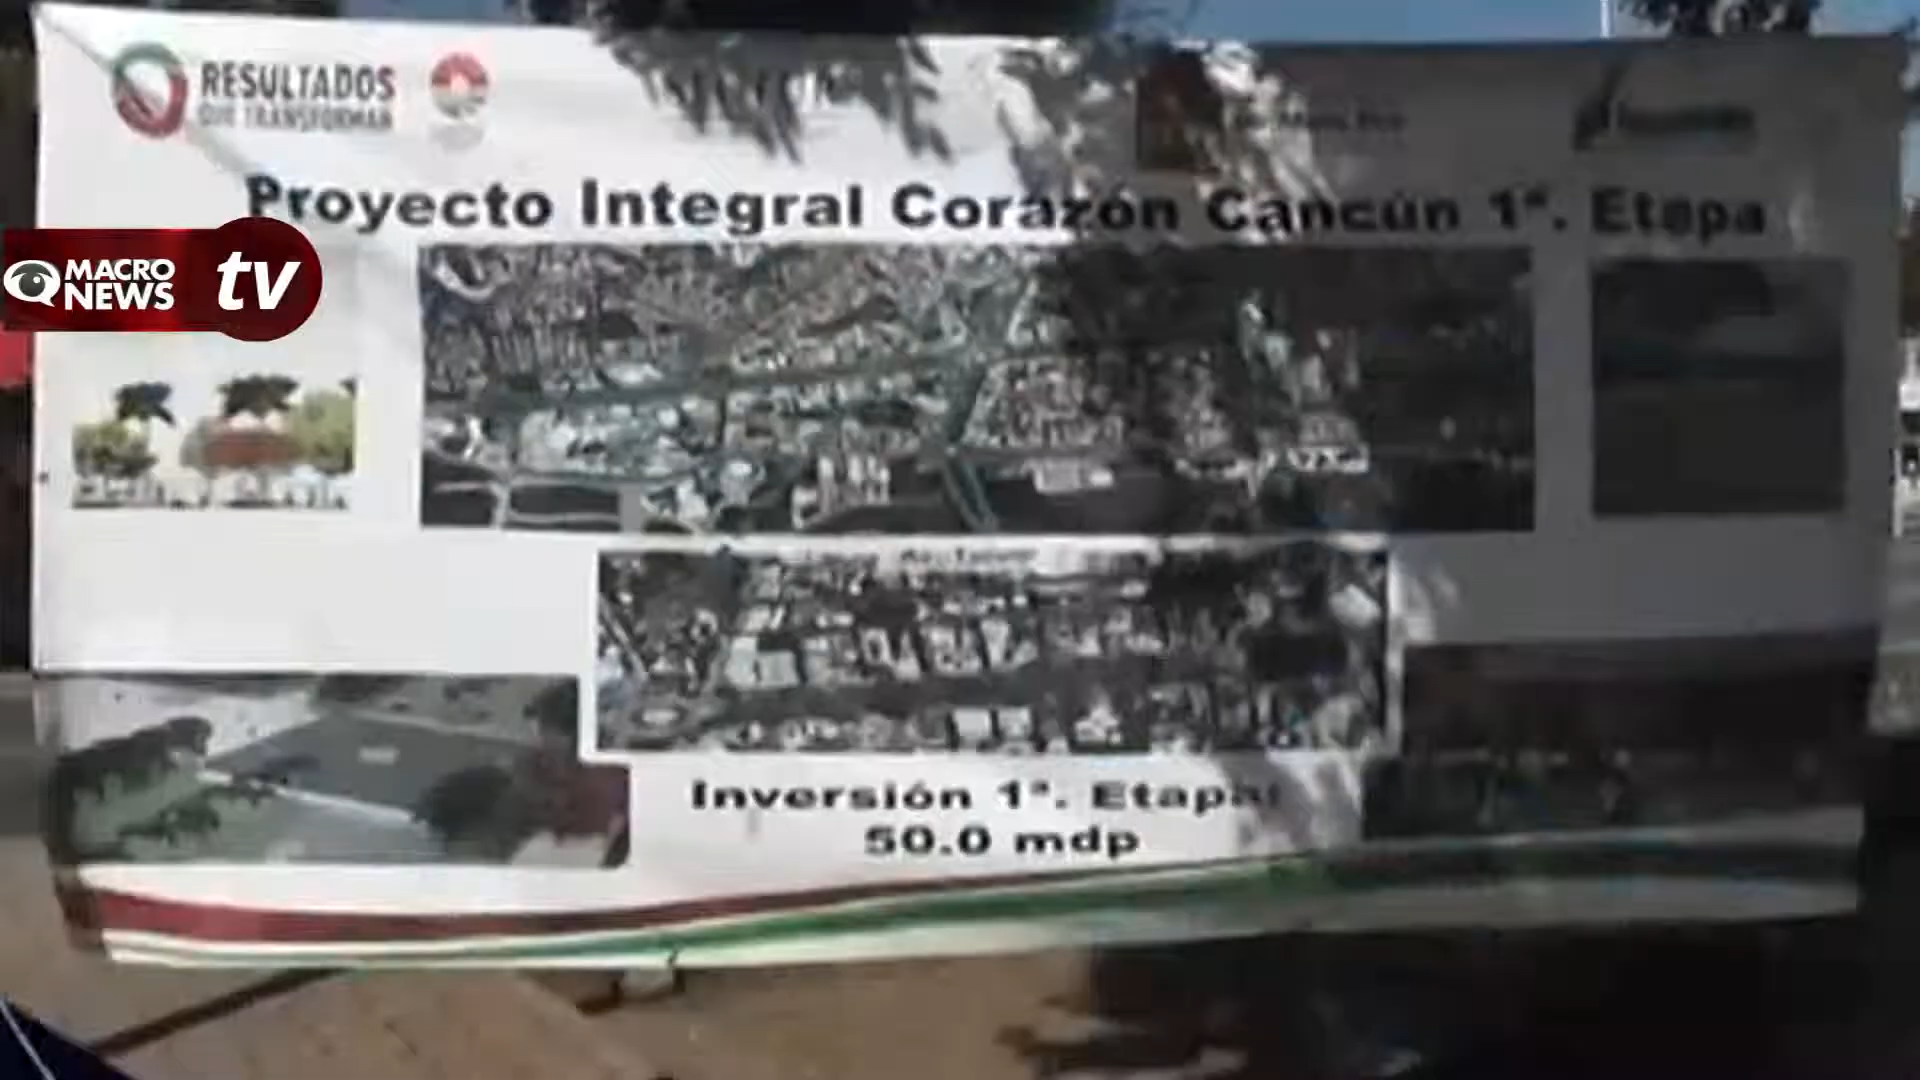 RESULTADOS
QUE TRANSFORMAN
Proyecto Integral Corazón Cancún 1ª. Etapa
MACRO
NEWS
tv
Inversión 1ª. Etapa:
50.0 mdp